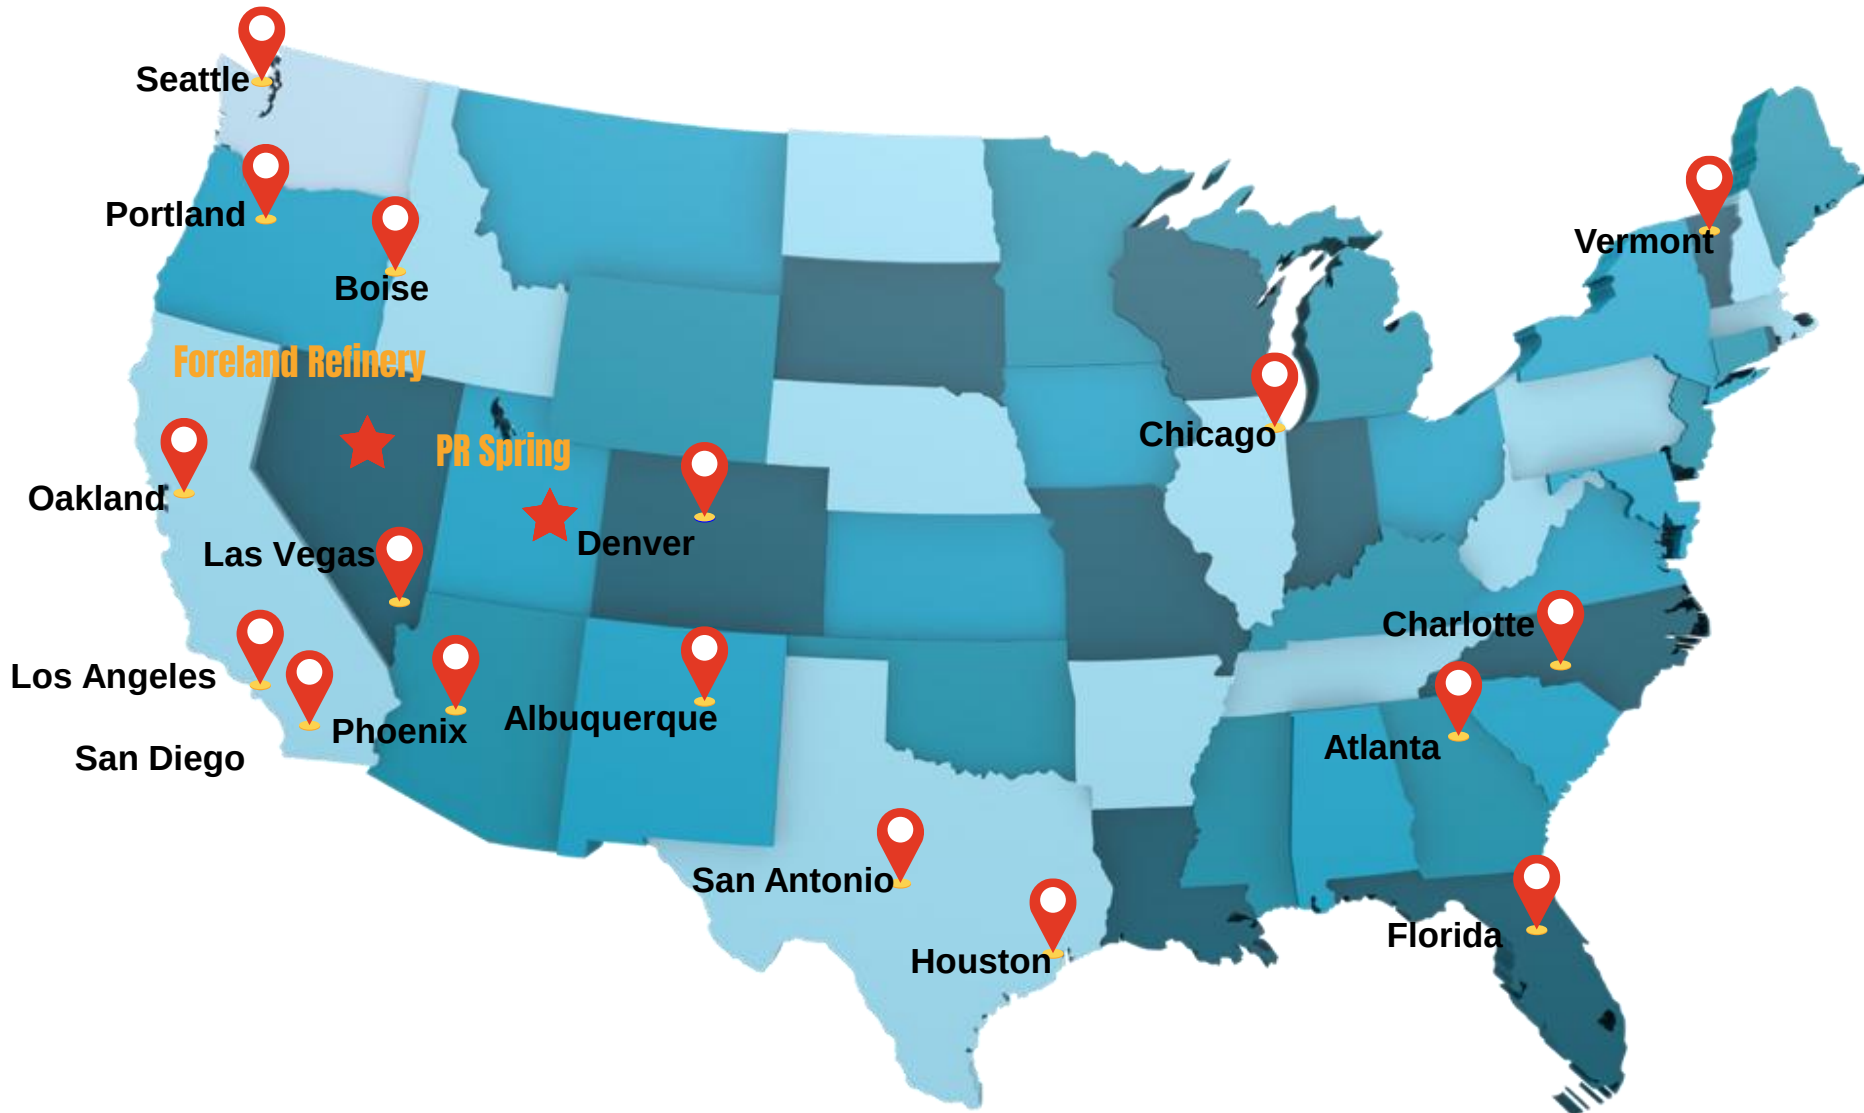 Seattle
Portland
Vermont
Boise
Foreland Refinery
Chicago
PR Spring
Oakland
Denver
Las Vegas
Charlotte
Los Angeles
Albuquerque
Phoenix
Atlanta
San Diego
San Antonio
Florida
Houston